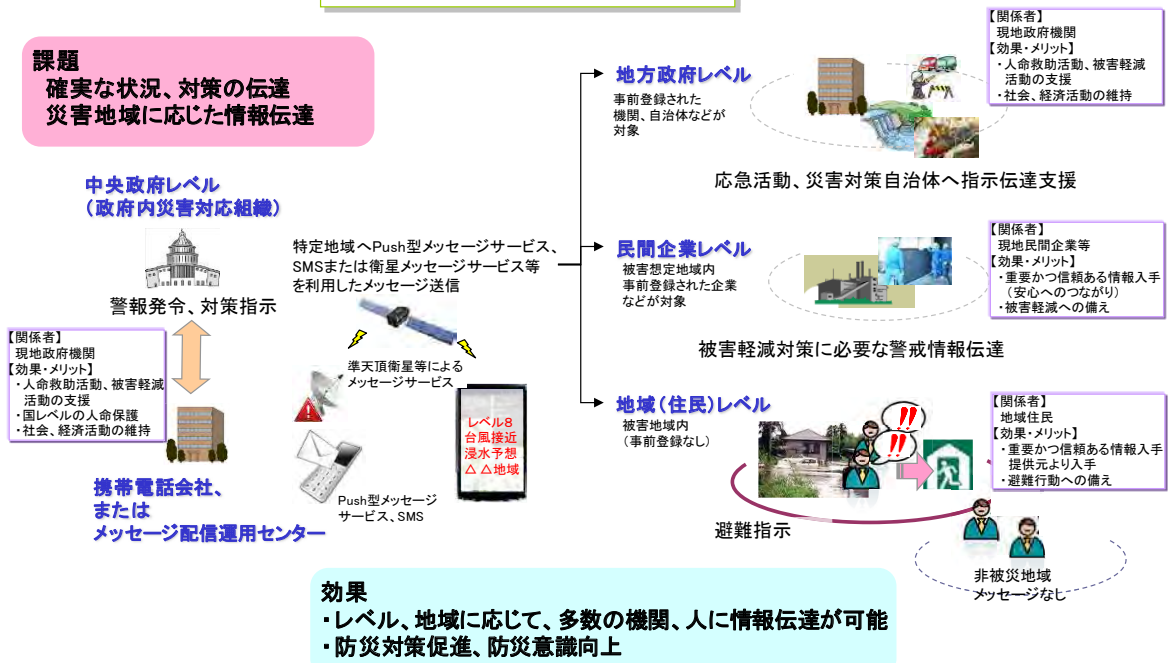 課題
確実な状況、対策の伝達
災害地域に応じた情報伝達
中央政府レベル
（政府内災害対応組織）
警報発令、対策指示
【関係者】
現地政府機関
【効果・メリット】
・人命救助活動、被害軽減
活動の支援
・国レベルの人命保護
・社会、経済活動の維持
携帯電話会社、
または
メッセージ配信運用センター
特定地域へPush型メッセージサービス、
SMSまたは衛星メッセージサービス等
を利用したメッセージ送信
準天頂衛星等による
メッセージサービス
レベル８
台風接近
浸水予想
△△地域
Push型メッセージ
サービス、SMS
地方政府レベル
事前登録された
機関、自治体などが
対象
【関係者】
現地政府機関
【効果・メリット】
・人命救助活動、被害軽減
活動の支援
・社会、経済活動の維持
応急活動、災害対策自治体へ指示伝達支援
民間企業レベル
被害想定地域内
事前登録された企業
などが対象
【関係者】
現地民間企業等
【効果・メリット】
・重要かつ信頼ある情報入手
（安心へのつながり）
・被害軽減への備え
被害軽減対策に必要な警戒情報伝達
地域（住民）レベル
被害地域内
（事前登録なし）
!!
!!
【関係者】
地域住民
【効果・メリット】
・重要かつ信頼ある情報入手
提供元より入手
・避難行動への備え
避難指示
非被災地域
メッセージなし
効果
・レベル、地域に応じて、多数の機関、人に情報伝達が可能
・防災対策促進、防災意識向上